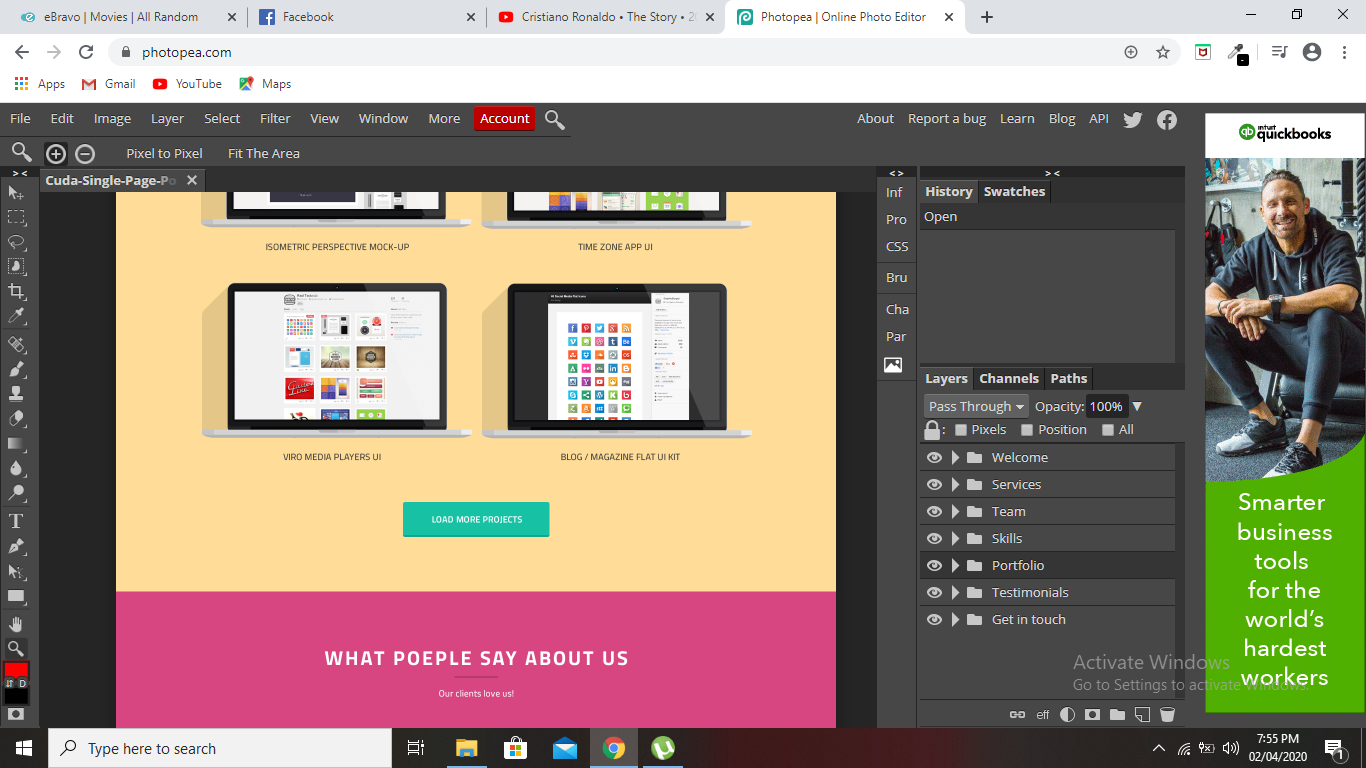 eBravo | Movies | All Random
Facebook
Cristiano Ronaldo • The Story • 2
Photopea | Online Photo Editor
photopea.com
Apps
Gmail
YouTube
Maps
File Edit Image Layer Select Filter View Window More Account
About Report a bug Learn Blog API
Pixel to Pixel Fit The Area
Cuda-Single-Page-Po
Inf
Pro
CSS
Bru
Cha
Par
History Swatches
Open
ISOMETRIC PERSPECTIVE MOCK-UP
TIME ZONE APP UI
VIRO MEDIA PLAYERS UI
BLOG / MAGAZINE FLAT UI KIT
LOAD MORE PROJECTS
WHAT POEPLE SAY ABOUT US
Our clients love us!
Layers Channels Paths
Pass Through Opacity: 100%
: Pixels Position All
Welcome
Services
Team
Skills
Portfolio
Testimonials
Get in touch
eff
T
D
intuit
quickbooks
Smarter
business
tools
for the
world's
hardest
workers
Activate Windows
Go to Settings to activate Windows.
Type here to search
7:55 PM
02/04/2020
1